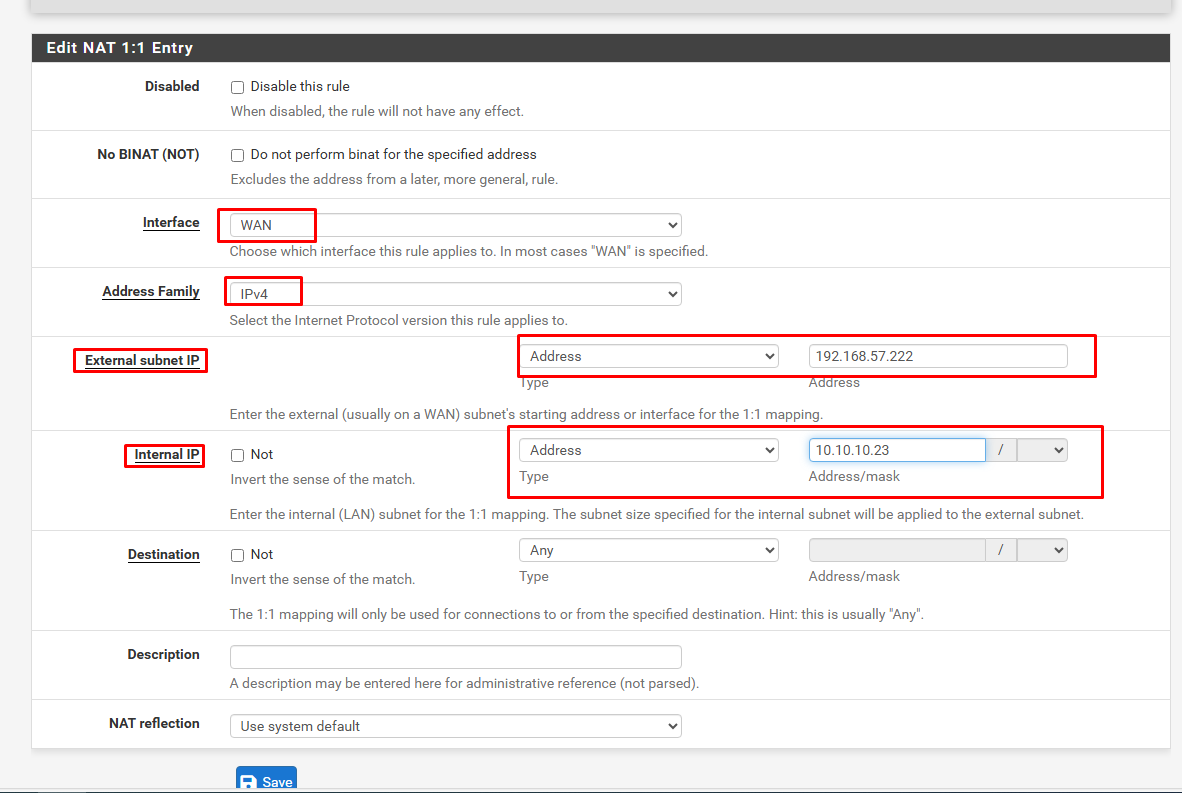 Edit NAT 1:1 Entry
Disabled
Disable this rule
When disabled, the rule will not have any effect.
No BINAT (NOT)
Do not perform binat for the specified address
Excludes the address from a later, more general, rule.
Interface
WAN
Choose which interface this rule applies to. In most cases "WAN" is specified.
Address Family
IPv4
Select the Internet Protocol version this rule applies to.
External subnet IP
Address
192.168.57.222
Type
Address
Enter the external (usually on a WAN) subnet's starting address or interface for the 1:1 mapping.
Internal IP
Not
Address
10.10.10.23
/
Invert the sense of the match.
Type
Address/mask
Enter the internal (LAN) subnet for the 1:1 mapping. The subnet size specified for the internal subnet will be applied to the external subnet.
Destination
Not
Any
/
Invert the sense of the match.
Type
Address/mask
The 1:1 mapping will only be used for connections to or from the specified destination. Hint: this is usually "Any".
Description
A description may be entered here for administrative reference (not parsed).
NAT reflection
Use system default
Save